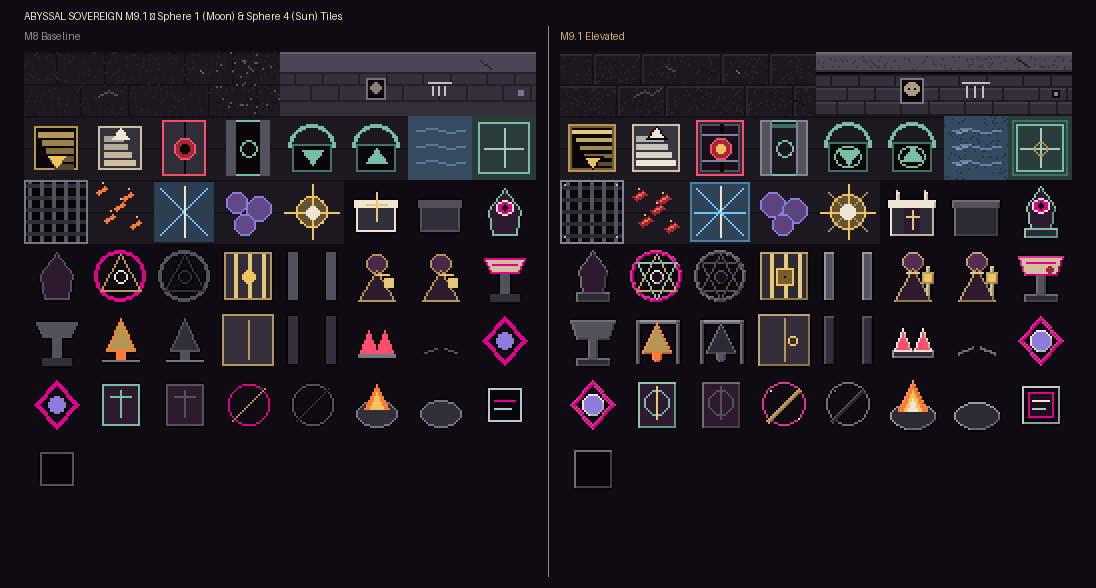 ABYSSAL SOVEREIGN M9.1 ▯ Sphere 1 (Moon) & Sphere 4 (Sun) Tiles
M8 Baseline
M9.1 Elevated